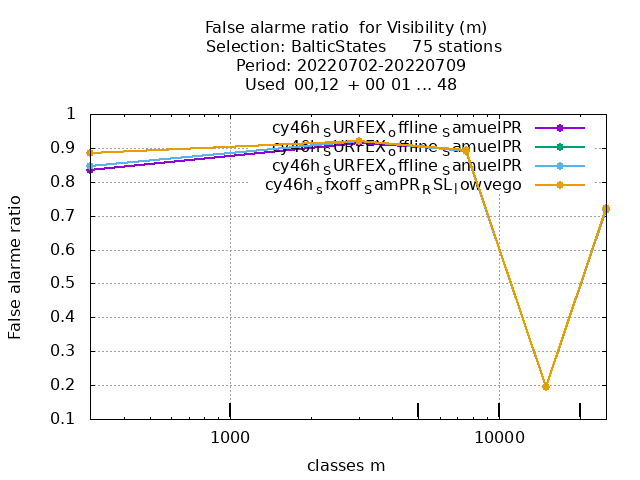 False alarme ratio for Visibility (m)
Selection: BalticStates 75 stations
Period: 20220702-20220709
Used 00,12 + 00 01 ... 48
cy46h_SURFEX_offline_SamuelPR
cy46h_SURFEX_offline_SamuelPR
cy46h_SURFEX_offline_SamuelPR
cy46h_sfxoff_SamPR_RSL_lowvego
False alarme ratio
1
0.9
0.8
0.7
0.6
0.5
0.4
0.3
0.2
0.1
1000
10000
classes m